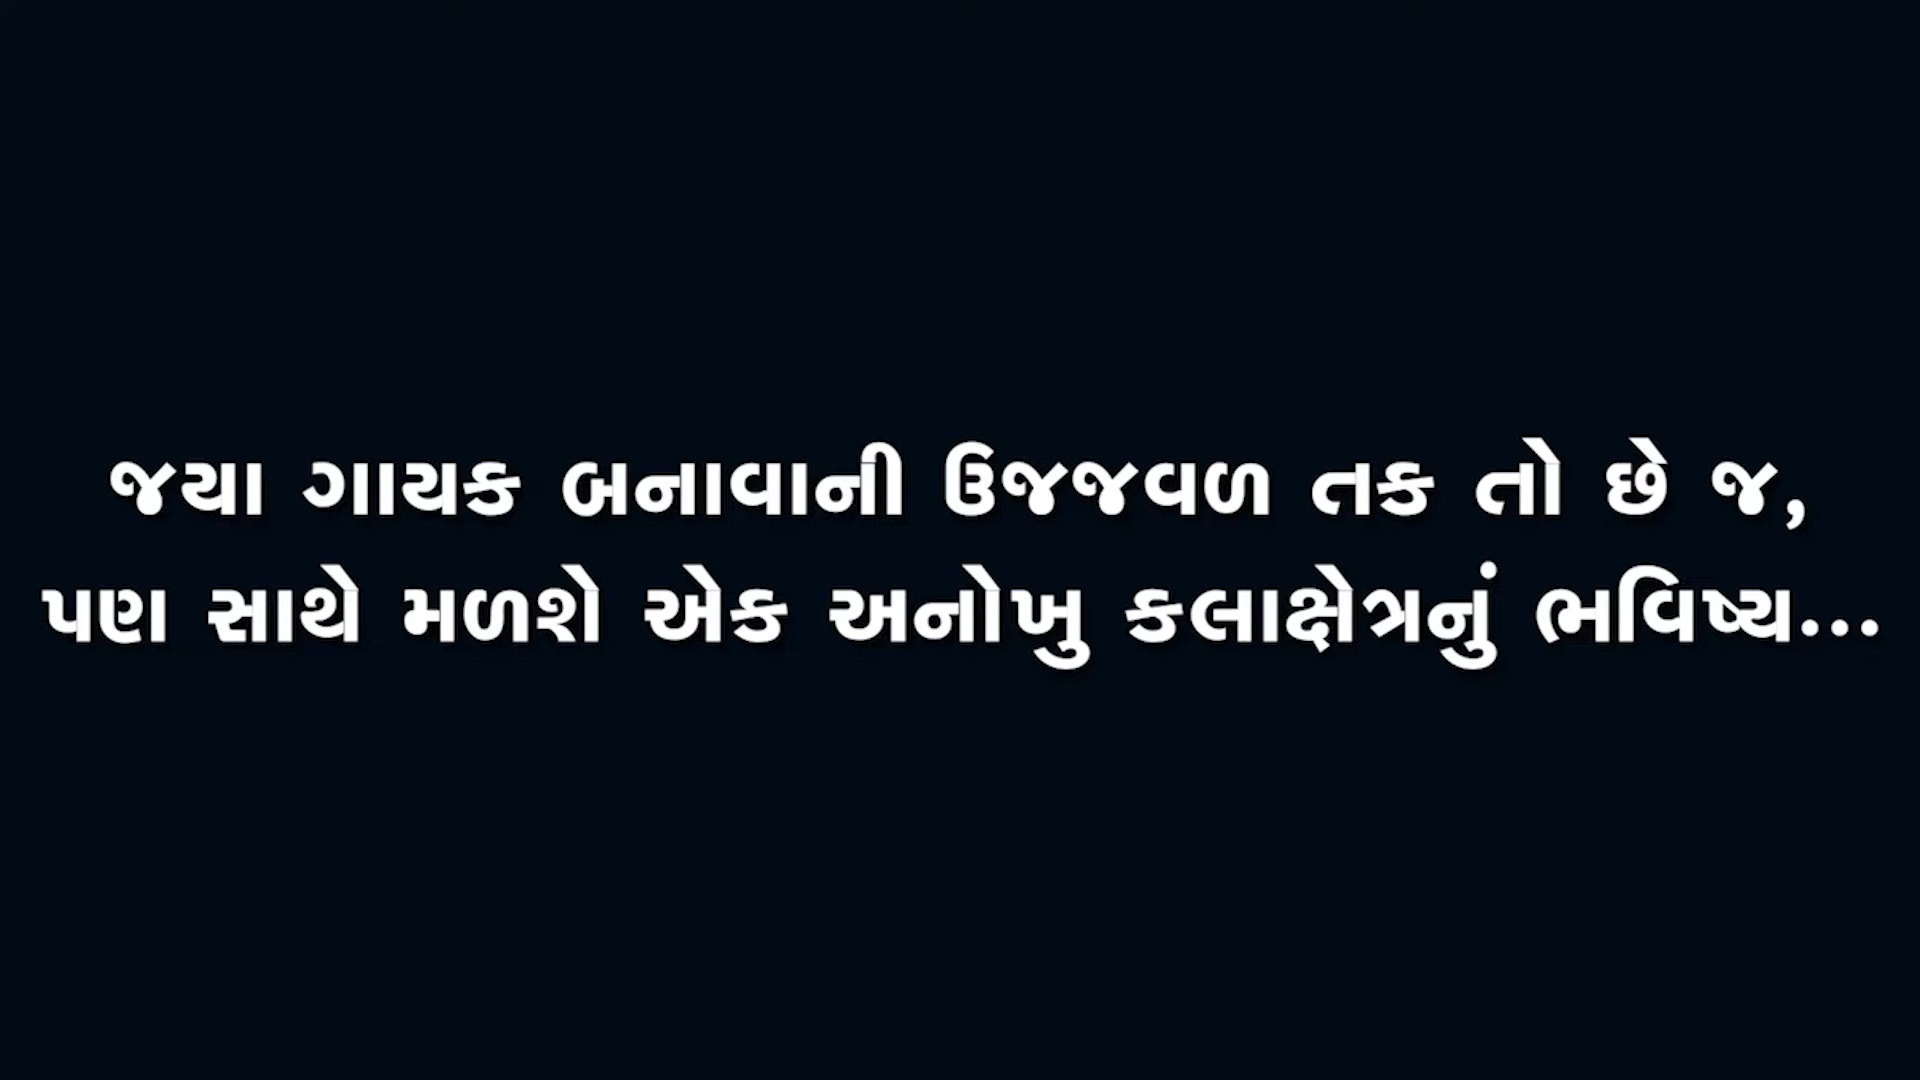 જયા ગાયક બનાવાની ઉજજવળ તક તો છે જ,
પણ સાથે મળશે એક અનોખુ કલાક્ષેત્રનું ભવિષ્ય...